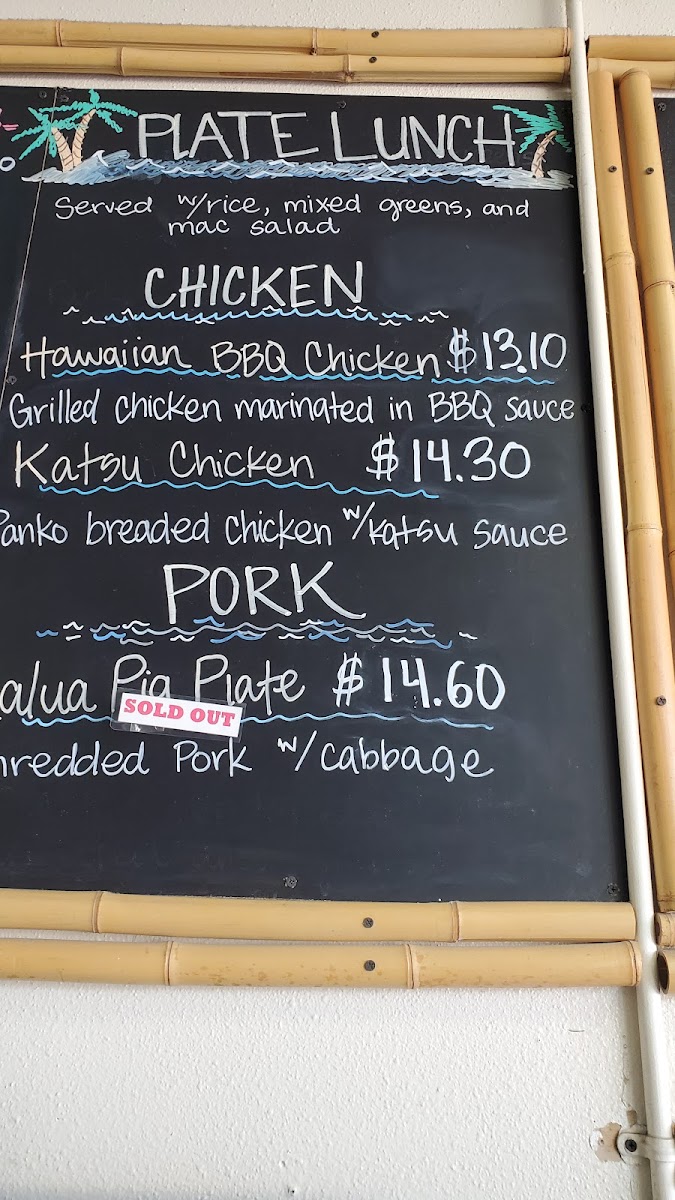 PLATE LUNCH
Served w/rice, mixed greens, and
mac salad
CHICKEN
Hawaiian BBQ Chicken $13.10
Grilled chicken marinated in BBQ sauce
Katsu Chicken $14.30
Panko breaded chicken w/katsu sauce
PORK
alua Pig Plate $14.60
SOLD OUT
hredded Pork w/cabbage